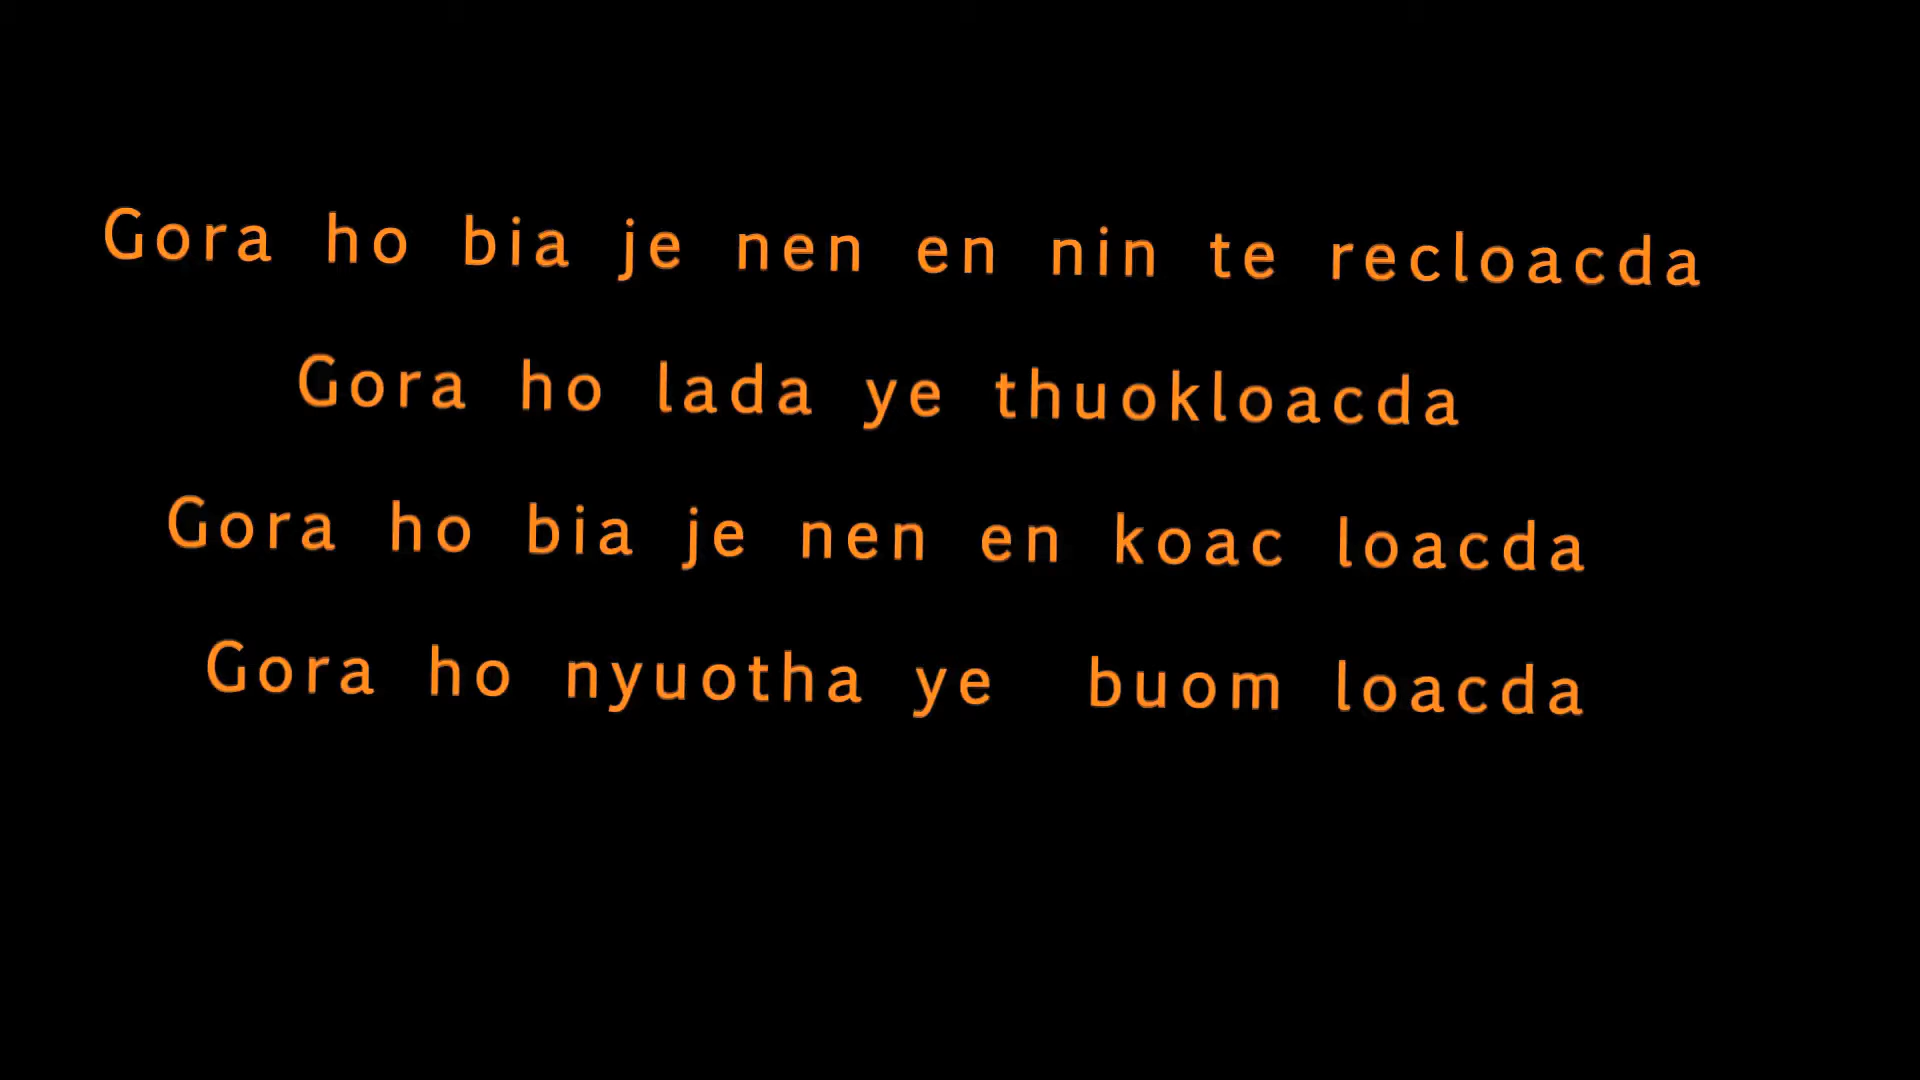 Gora ho bia je nen en nin te recloacda
Gora ho lada ye thuokloacda
Gora ho bia je nen en koac loacda
Gora ho nyuotha ye buom loacda